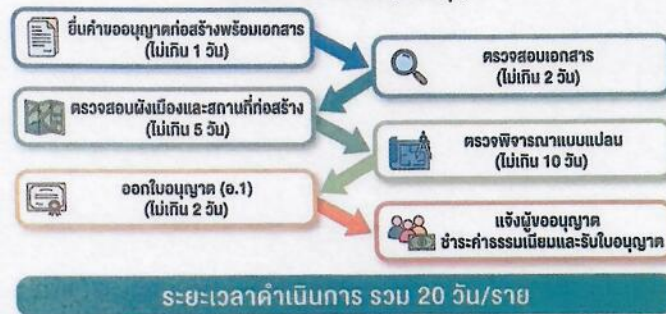 ยื่นคำขออนุญาตก่อสร้างพร้อมเอกสาร
(ไม่เกิน 1 วัน)
ตรวจสอบเอกสาร
(ไม่เกิน 2 วัน)
ตรวจสอบผังเมืองและสถานที่ก่อสร้าง
(ไม่เกิน 5 วัน)
ตรวจพิจารณาแบบแปลน
(ไม่เกิน 10 วัน)
ออกใบอนุญาต (อ.1)
(ไม่เกิน 2 วัน)
แจ้งผู้ขออนุญาต
ชำระค่าธรรมเนียมและรับใบอนุญาต
ระยะเวลาดำเนินการ รวม 20 วัน/ราย